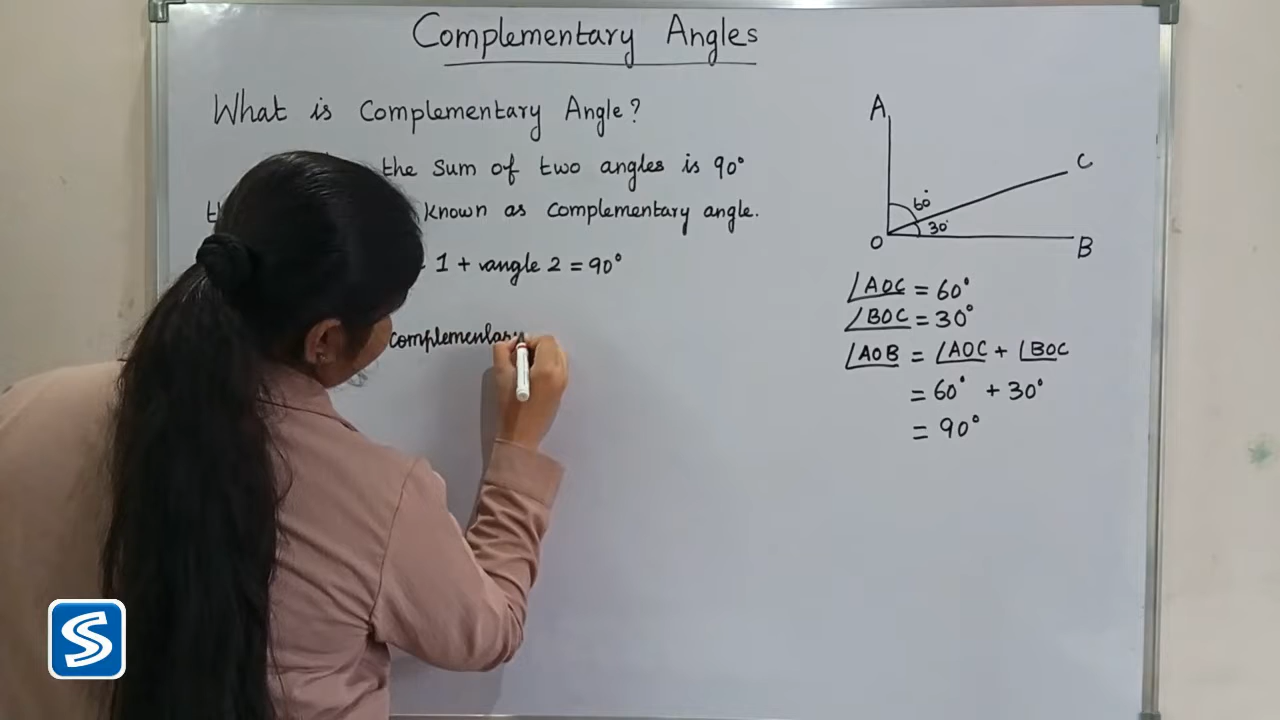 Complementary Angles
What is Complementary Angle?
the sum of two angles is 90°
known as complementary angle.
1 + angle 2 = 90°
complementary
A
C
60°
30°
O
B
∠AOC = 60°
∠BOC = 30°
∠AOB = ∠AOC + ∠BOC
= 60° + 30°
= 90°
S